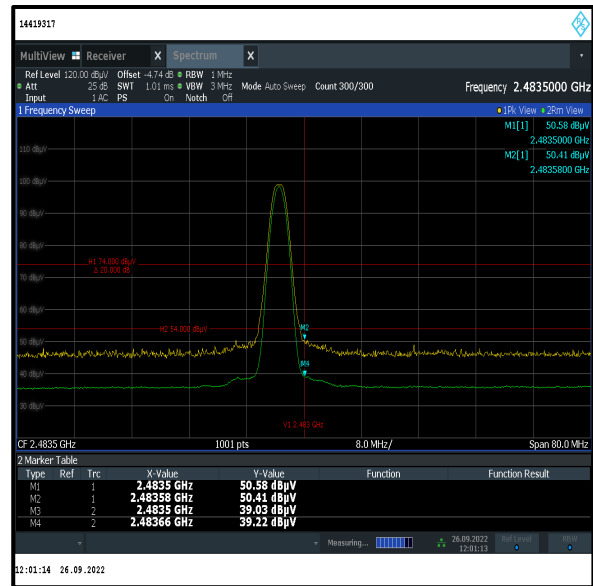 14419317
MultiView Receiver X Spectrum X
Ref Level 120.00 dBµV Offset -4.74 dB RBW 1 MHz
Att 25 dB SWT 1.01 ms VBW 3 MHz Mode Auto Sweep Count 300/300 Frequency 2.4835000 GHz
Input 1 AC PS On Notch Off
1 Frequency Sweep 1Pk View 2Rm View
M1[1] 50.58 dBµV
2.4835000 GHz
M2[1] 50.41 dBµV
2.4835800 GHz
110 dBµV
100 dBµV
90 dBµV
80 dBµV
H1 74.000 dBµV
Δ 20.000 dB
70 dBµV
60 dBµV
H2 54.000 dBµV
M2
50 dBµV
M4
40 dBµV
30 dBµV
V1 2.483 GHz
CF 2.4835 GHz 1001 pts 8.0 MHz/ Span 80.0 MHz
2 Marker Table
Type Ref Trc X-Value Y-Value Function Function Result
M1 1 2.4835 GHz 50.58 dBµV
M2 1 2.48358 GHz 50.41 dBµV
M3 2 2.4835 GHz 39.03 dBµV
M4 2 2.48366 GHz 39.22 dBµV
Measuring... 26.09.2022 Ref Level RBW
12:01:13
12:01:14 26.09.2022